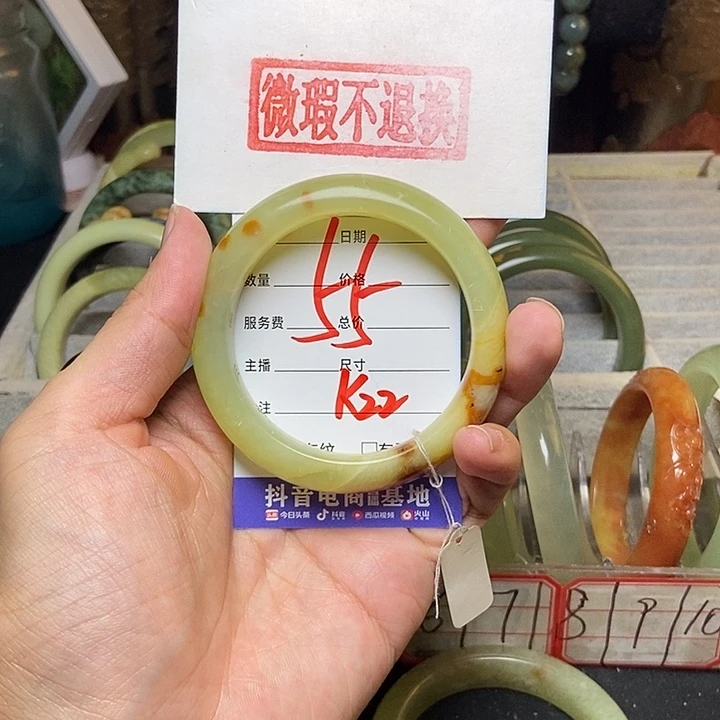 微瑕不退换
日期
数量 价格
55
服务费 总价
主播 尺寸
K22
注
抖音电商基地
今日头条 抖音 西瓜视频 火山
7 8 9 10